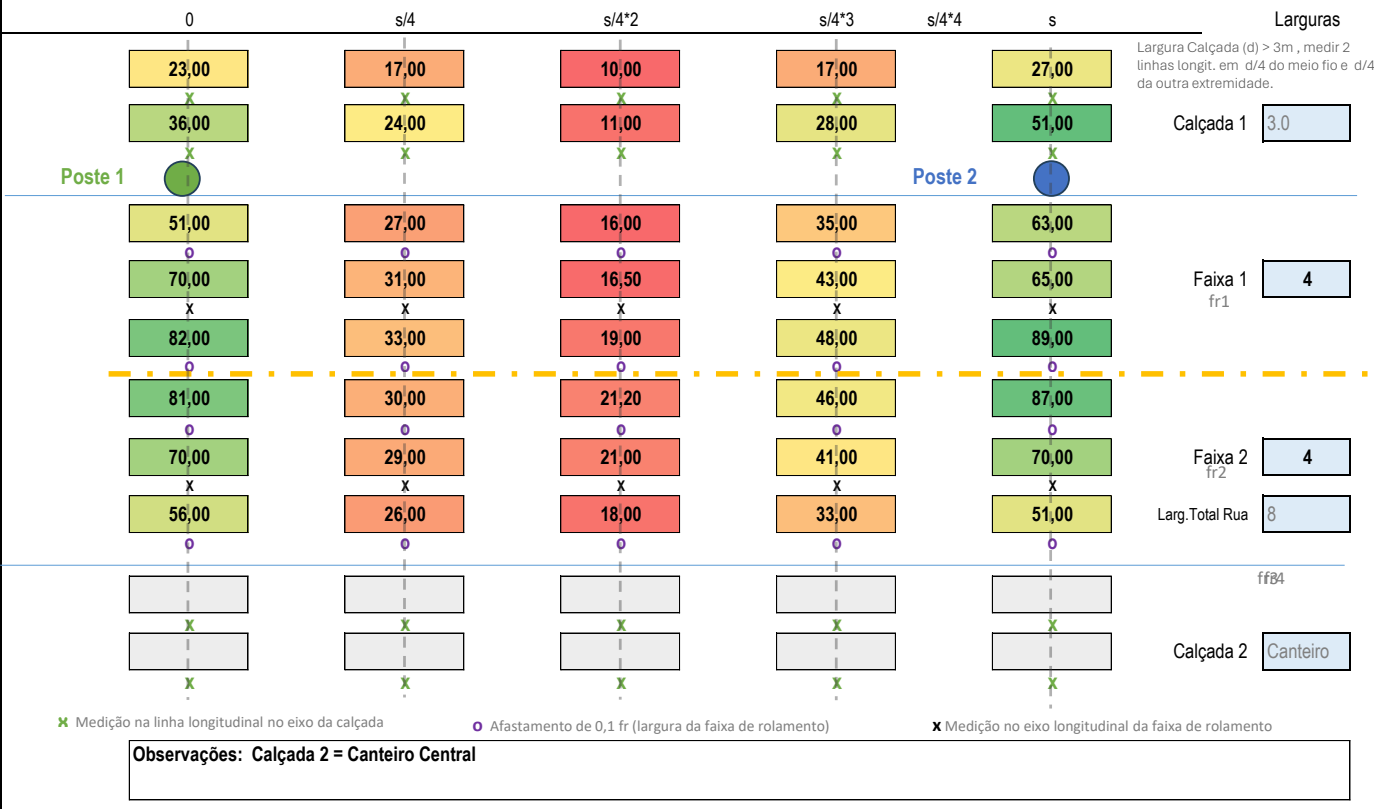 0 s/4 s/4*2 s/4*3 s/4*4 s Larguras
Largura Calçada (d) > 3m , medir 2
linhas longit. em d/4 do meio fio e d/4
da outra extremidade.
23,00 17,00 10,00 17,00 27,00
x x x x x
36,00 24,00 11,00 28,00 51,00 Calçada 1 3.0
x x x x x
Poste 1 Poste 2
51,00 27,00 16,00 35,00 63,00
o o o o o
70,00 31,00 16,50 43,00 65,00 Faixa 1 4
fr1
x x x x x
82,00 33,00 19,00 48,00 89,00
o o o o o
81,00 30,00 21,20 46,00 87,00
o o o o o
70,00 29,00 21,00 41,00 70,00 Faixa 2 4
fr2
x x x x x
56,00 26,00 18,00 33,00 51,00 Larg.Total Rua 8
o o o o o
x x x x x
Calçada 2 Canteiro
x x x x x
x Medição na linha longitudinal no eixo da calçada
o Afastamento de 0,1 fr (largura da faixa de rolamento)
x Medição no eixo longitudinal da faixa de rolamento
Observações: Calçada 2 = Canteiro Central